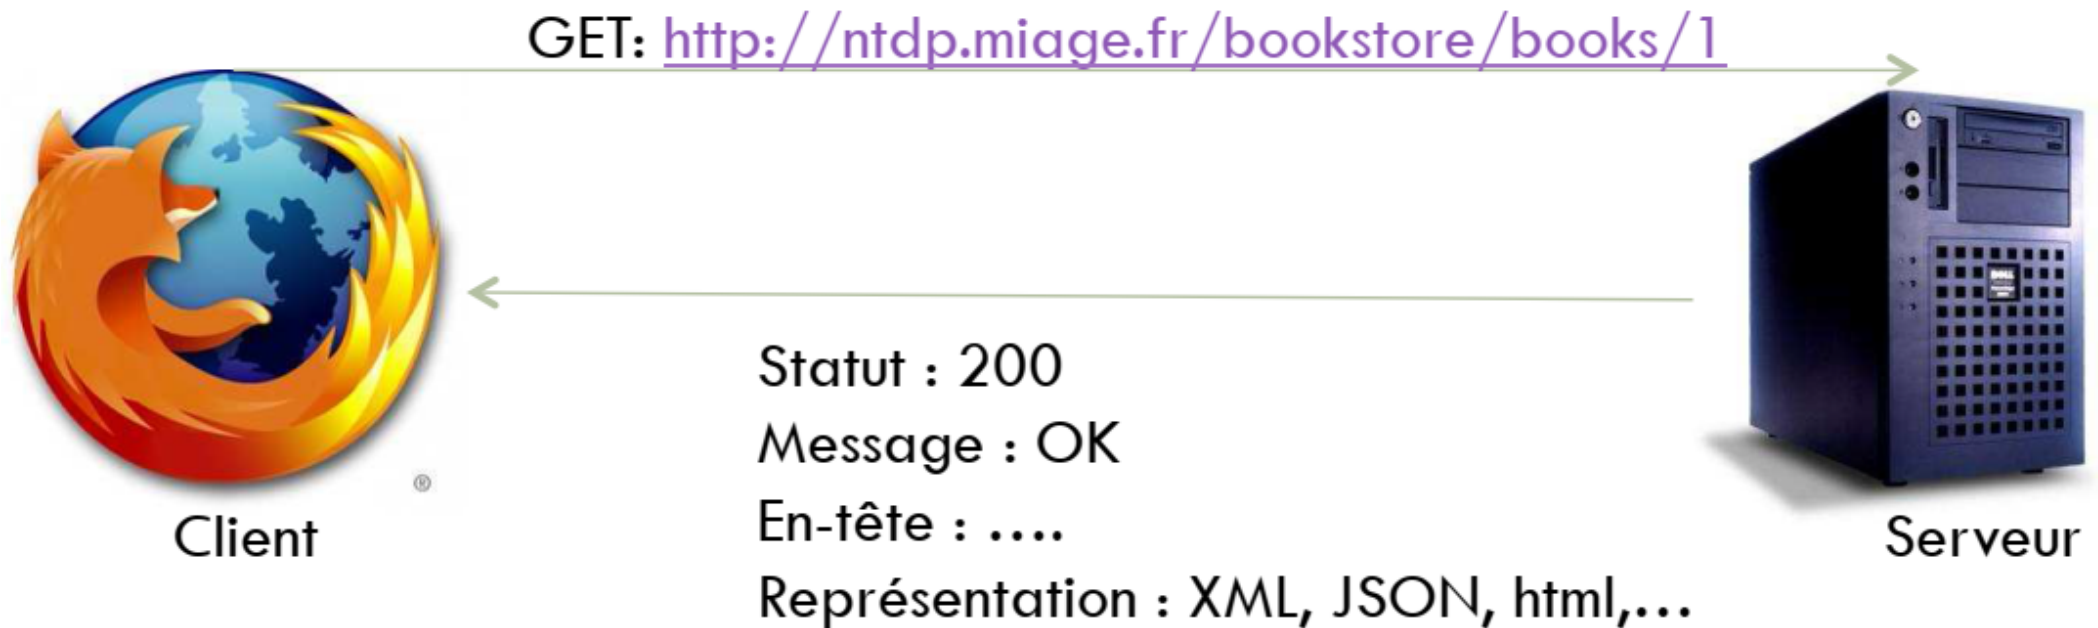 GET: http://ntdp.miage.fr/bookstore/books/1
Statut : 200
Message : OK
En-tête : ....
Représentation : XML, JSON, html,...
®
Client
Serveur
DELL